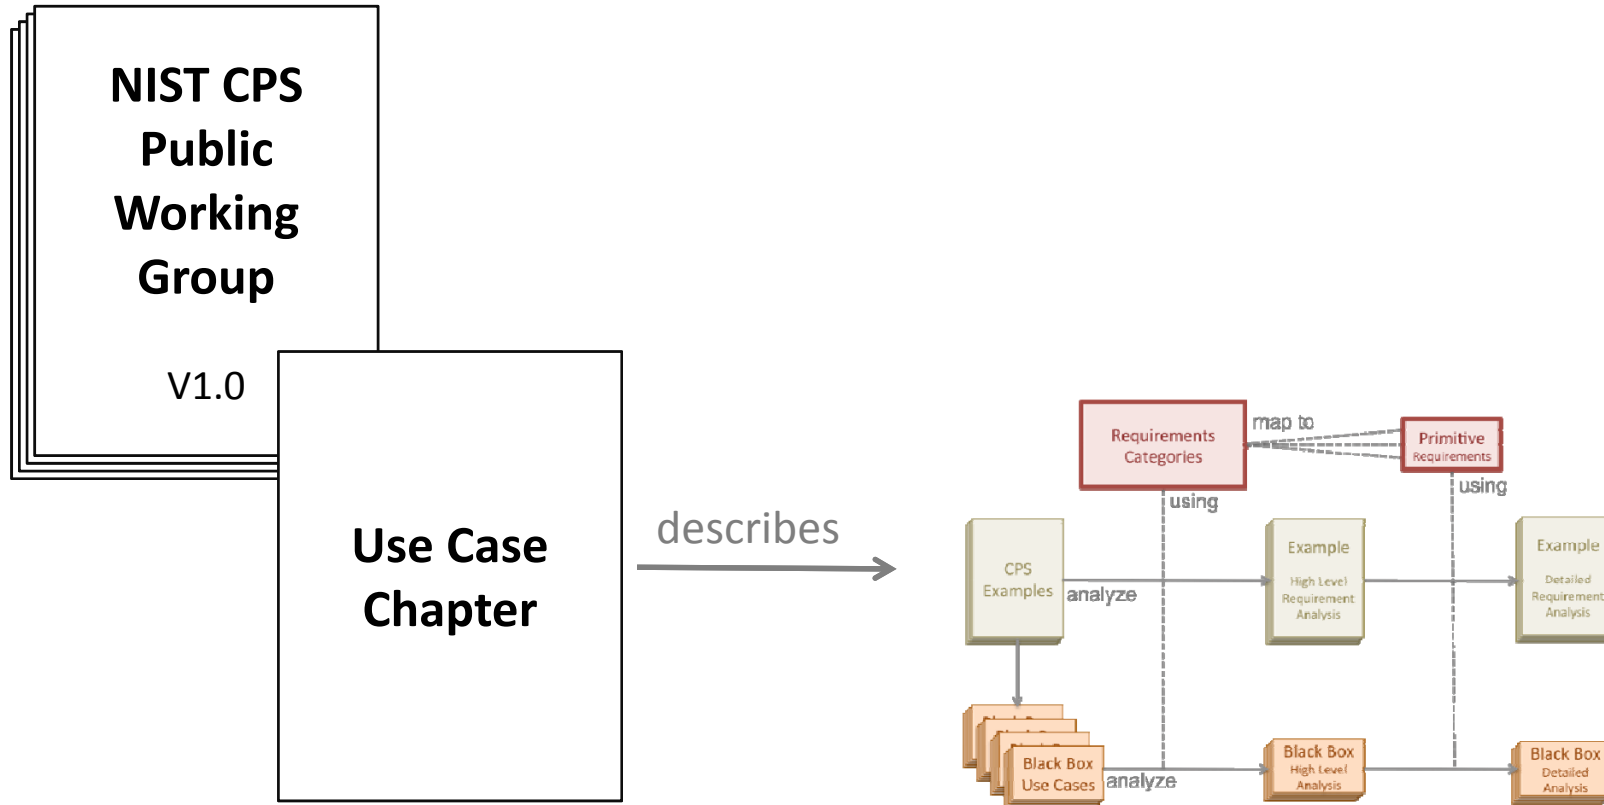 NIST CPS
Public
Working
Group
V1.0
Use Case
Chapter
describes
Requirements
Categories
map to
Primitive
Requirements
using
using
CPS
Examples
analyze
Example
High Level
Requirement
Analysis
Example
Detailed
Requirement
Analysis
Black Box
Use Cases
analyze
Black Box
High Level
Analysis
Black Box
Detailed
Analysis